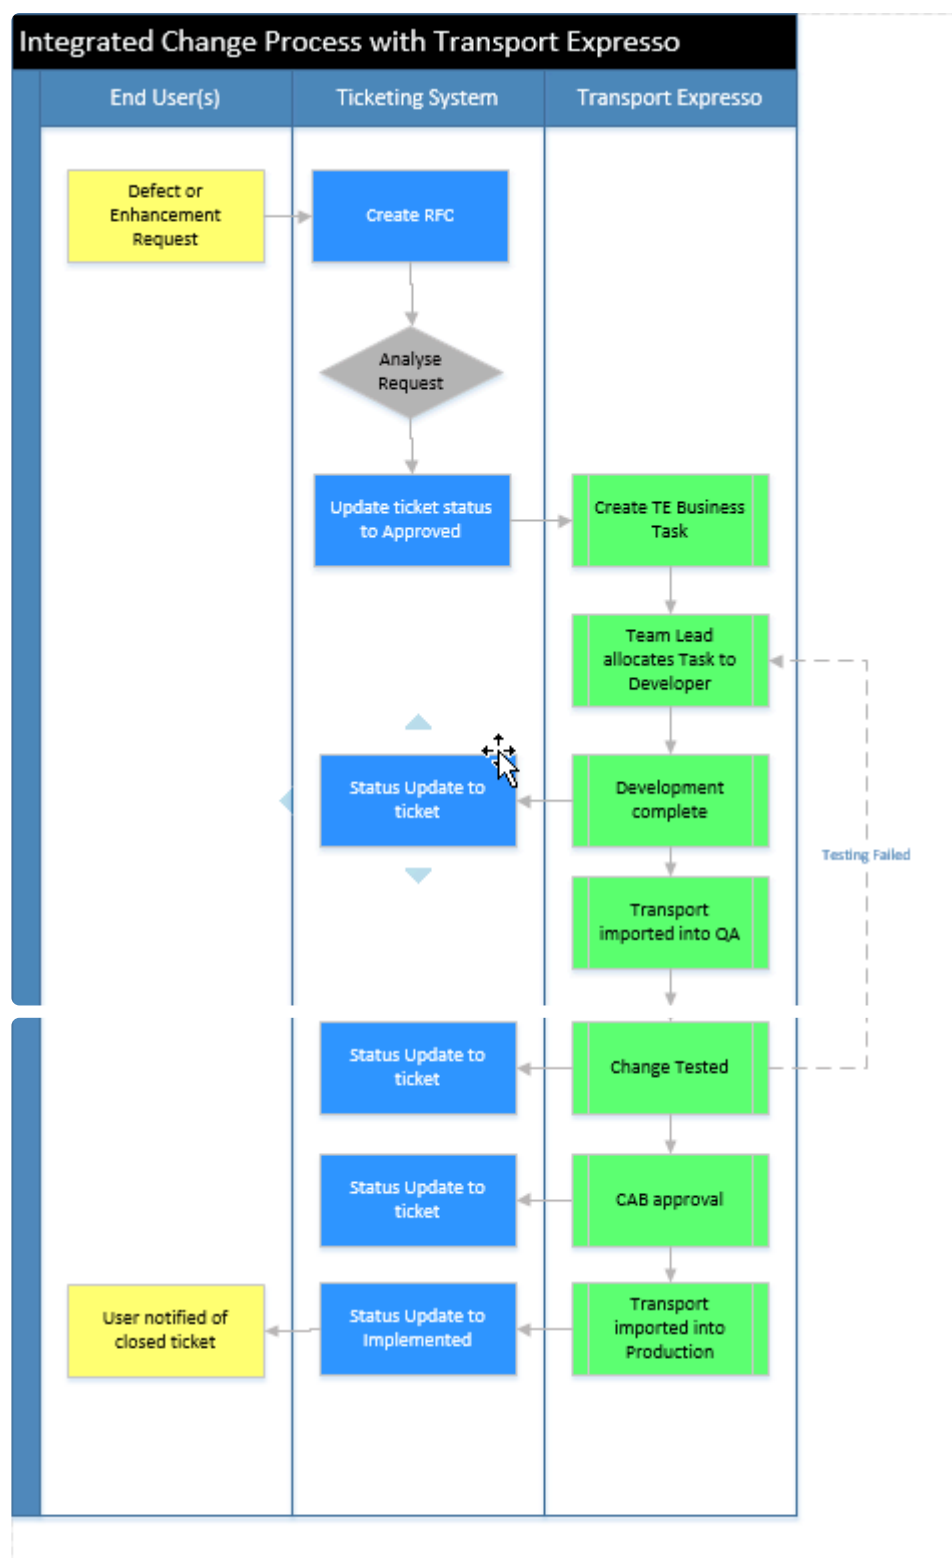 Integrated Change Process with Transport Expresso
End User(s)
Ticketing System
Transport Expresso
Defect or
Enhancement
Request
Create RFC
Analyse
Request
Update ticket status
to Approved
Create TE Business
Task
Team Lead
allocates Task to
Developer
Status Update to
ticket
Development
complete
Testing Failed
Transport
imported into QA
Status Update to
ticket
Change Tested
Status Update to
ticket
CAB approval
User notified of
closed ticket
Status Update to
Implemented
Transport
imported into
Production